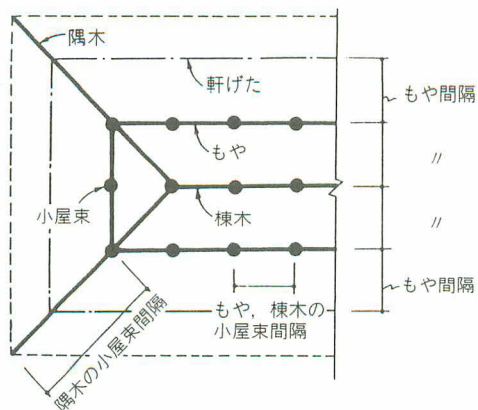 隅木
軒げた
もや間隔
もや
〃
小屋束
棟木
〃
もや間隔
もや，棟木の
小屋束間隔
隅木の小屋束間隔